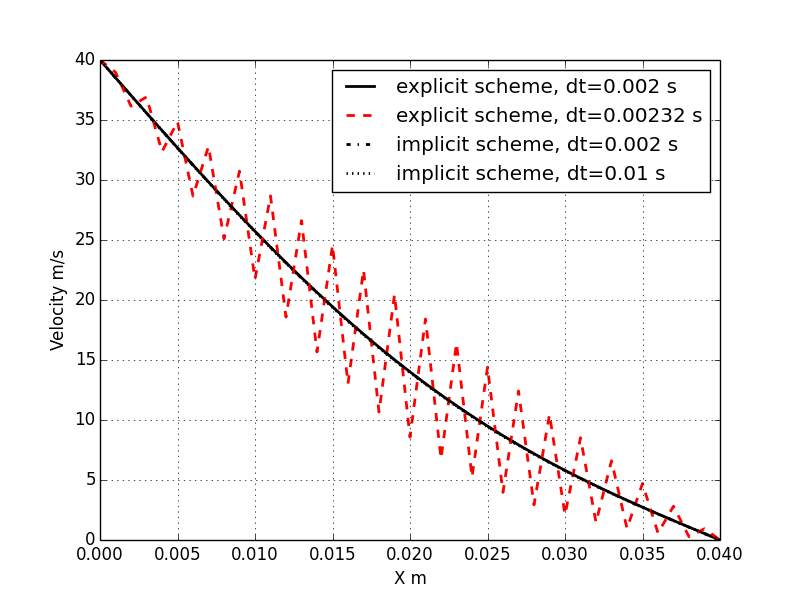 40
35
30
25
20
15
10
5
0
Velocity m/s
explicit scheme, dt=0.002 s
explicit scheme, dt=0.00232 s
implicit scheme, dt=0.002 s
implicit scheme, dt=0.01 s
0.000 0.005 0.010 0.015 0.020 0.025 0.030 0.035 0.040
X m